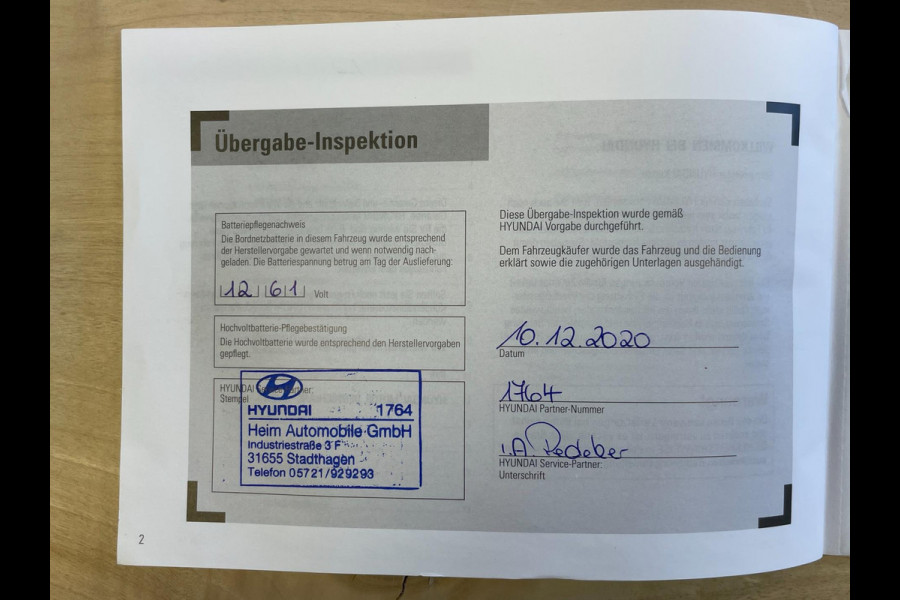 Übergabe-Inspektion
Batteriepflegenachweis
Die Bordnetzbatterie in diesem Fahrzeug wurde entsprechend
der Herstellervorgabe gewartet und wenn notwendig nach-
geladen. Die Batteriespannung betrug am Tag der Auslieferung:
12 61 Volt
Hochvoltbatterie-Pflegebestätigung
Die Hochvoltbatterie wurde entsprechend den Herstellervorgaben
gepflegt.
HYUNDAI Service-Partner:
Stempel
HYUNDAI 1764
Heim Automobile GmbH
Industriestraße 3 F
31655 Stadthagen
Telefon 05721/929293
Diese Übergabe-Inspektion wurde gemäß
HYUNDAI Vorgabe durchgeführt.
Dem Fahrzeugkäufer wurde das Fahrzeug und die Bedienung
erklärt sowie die zugehörigen Unterlagen ausgehändigt.
10.12.2020
Datum
1764
HYUNDAI Partner-Nummer
i.A.
HYUNDAI Service-Partner:
Unterschrift
2